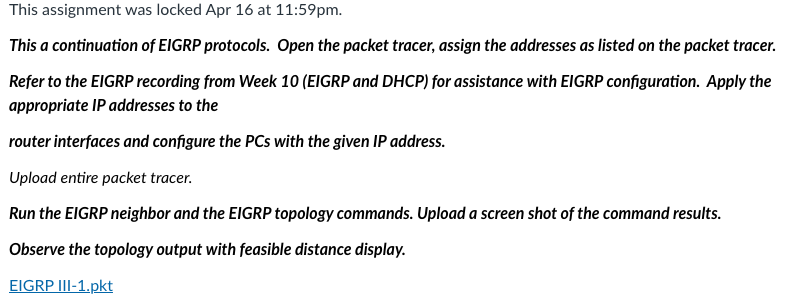 This assignment was locked Apr 16 at 11:59pm.
This a continuation of EIGRP protocols.  Open the packet tracer, assign the addresses as listed on the packet tracer.
Refer to the EIGRP recording from Week 10 (EIGRP and DHCP) for assistance with EIGRP configuration.  Apply the
appropriate IP addresses to the
router interfaces and configure the PCs with the given IP address.
Upload entire packet tracer.
Run the EIGRP neighbor and the EIGRP topology commands. Upload a screen shot of the command results.
Observe the topology output with feasible distance display.
EIGRP III-1.pkt